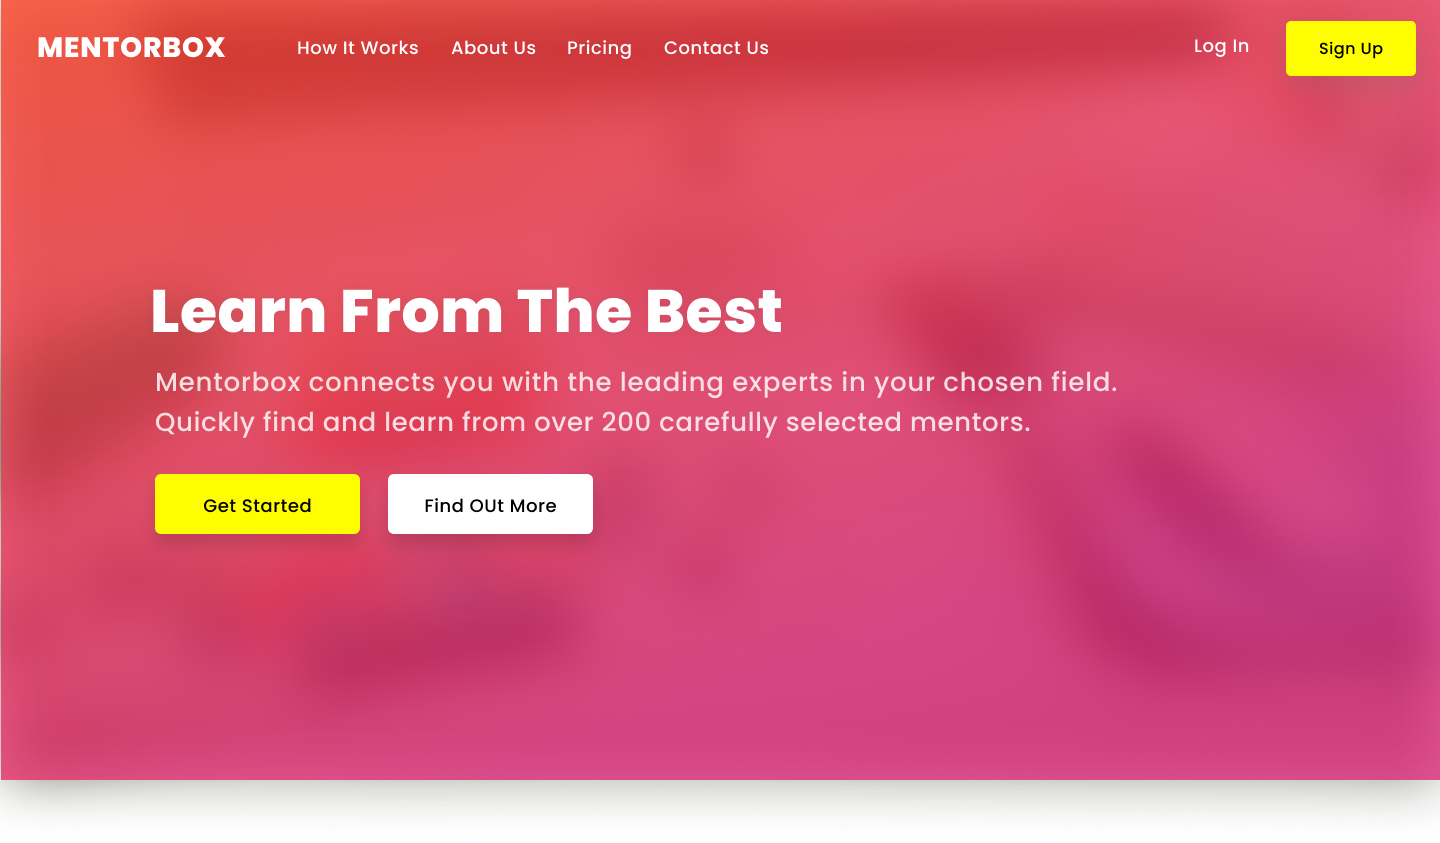 MENTORBOX
How It Works
About Us
Pricing
Contact Us
Log In
Sign Up
Learn From The Best
Mentorbox connects you with the leading experts in your chosen field.
Quickly find and learn from over 200 carefully selected mentors.
Get Started
Find OUt More